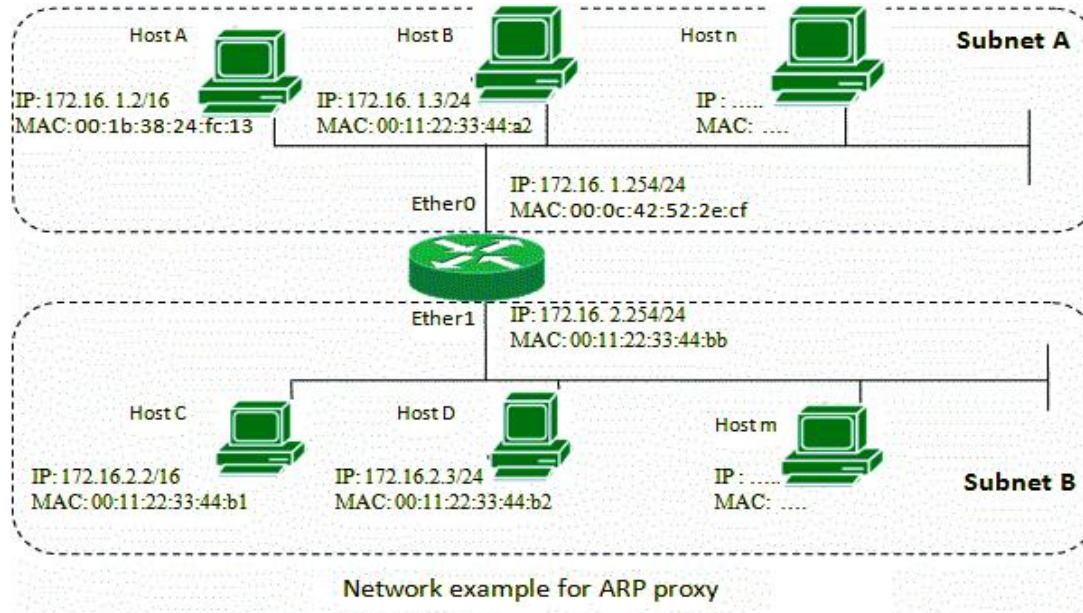 Host A
Host B
Host n
Subnet A
IP: 172.16. 1.2/16
MAC: 00:1b:38:24:fc:13
IP: 172.16. 1.3/24
MAC: 00:11:22:33:44:a2
IP : .....
MAC: ....
IP: 172.16. 1.254/24
MAC: 00:0c:42:52:2e:cf
Ether0
Ether1
IP: 172.16. 2.254/24
MAC: 00:11:22:33:44:bb
Host C
Host D
Host m
IP: 172.16.2.2/16
MAC: 00:11:22:33:44:b1
IP: 172.16.2.3/24
MAC: 00:11:22:33:44:b2
IP : .....
MAC: ....
Subnet B
Network example for ARP proxy